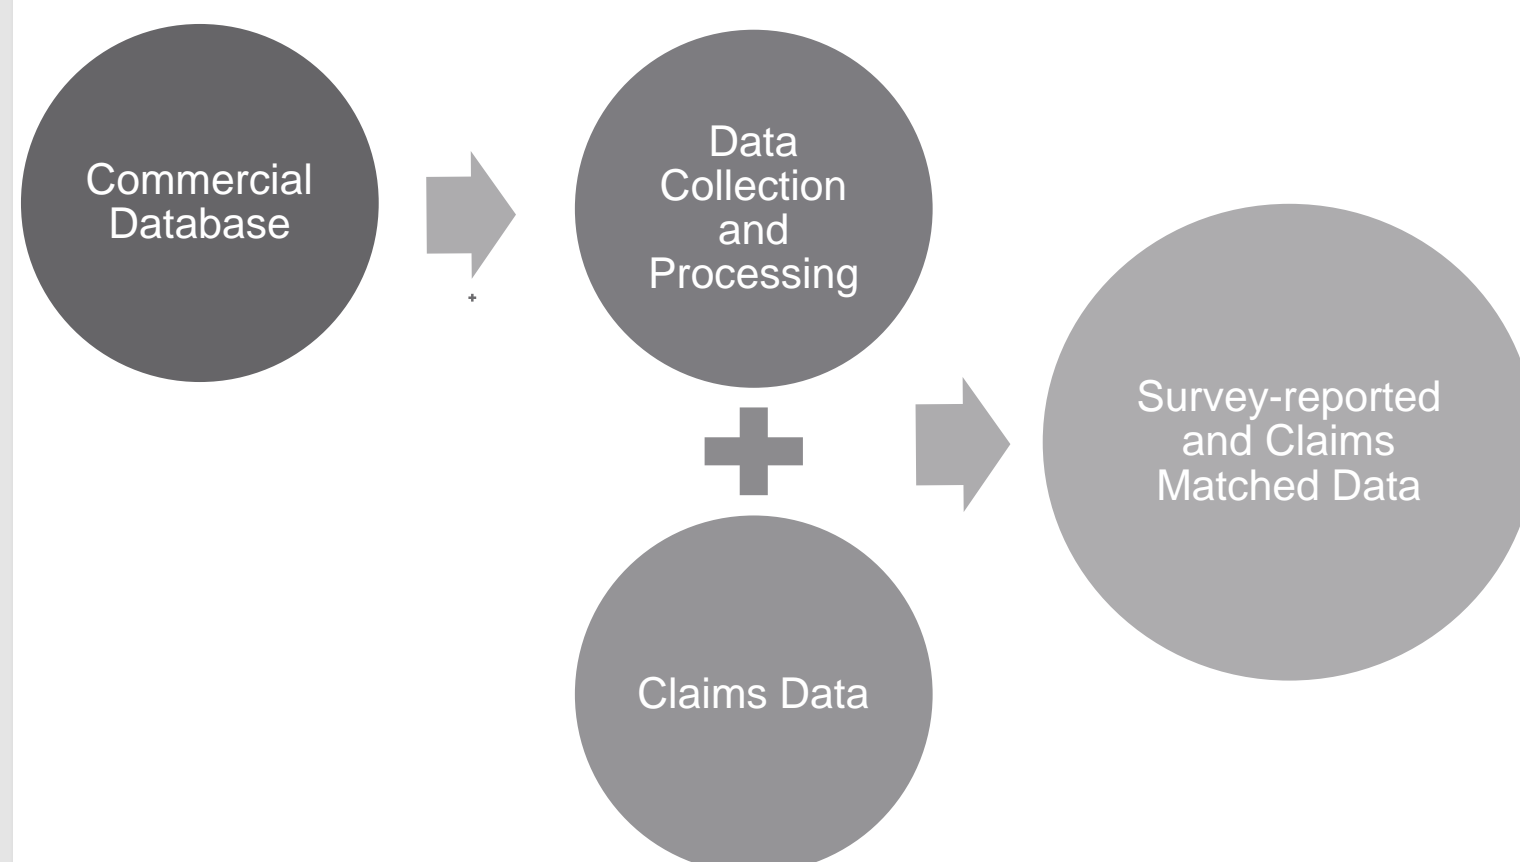 Commercial
Database
Data
Collection
and
Processing
Survey-reported
and Claims
Matched Data
Claims Data